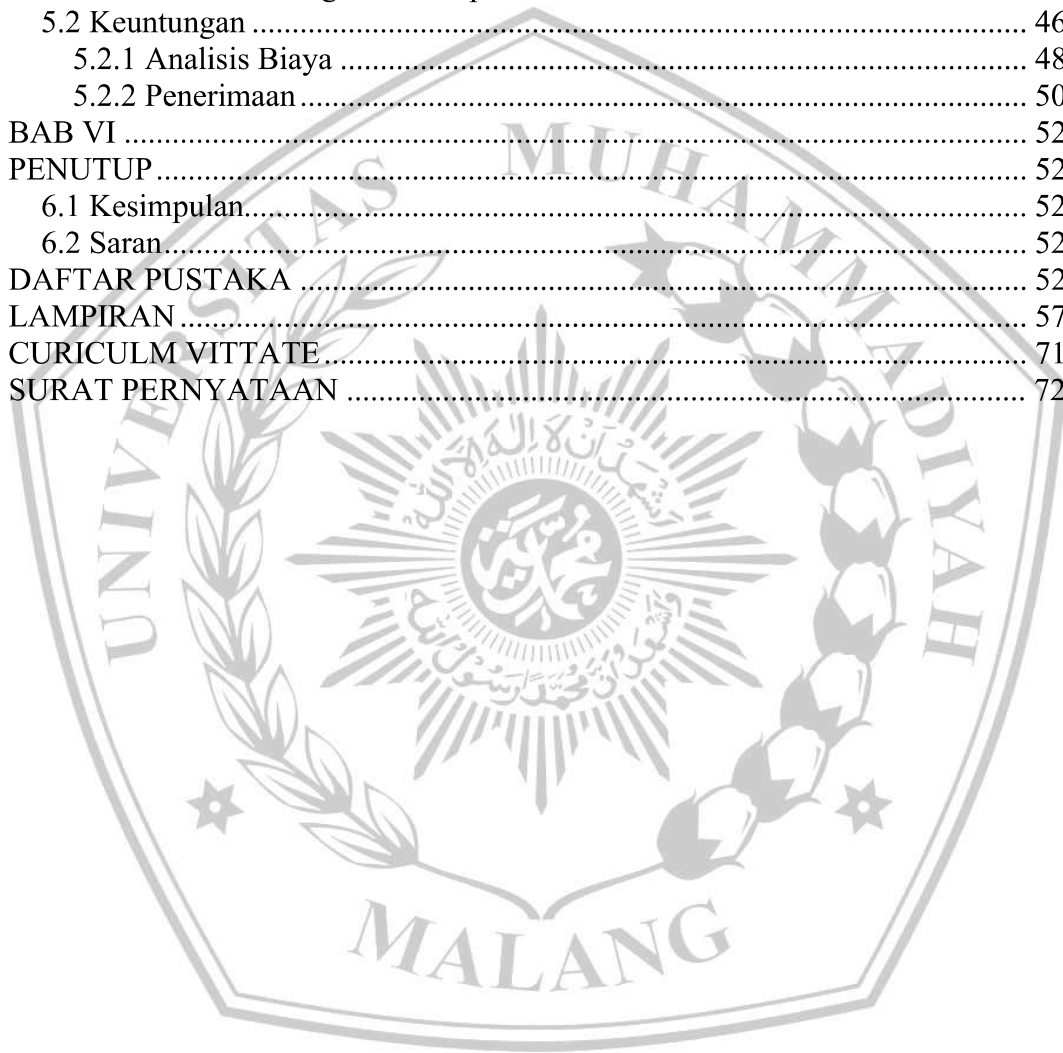 5.2 Keuntungan ........ 46
5.2.1 Analisis Biaya ........ 48
5.2.2 Penerimaan ........ 50
BAB VI ........ 52
PENUTUP ........ 52
6.1 Kesimpulan ........ 52
6.2 Saran ........ 52
DAFTAR PUSTAKA ........ 52
LAMPIRAN ........ 57
CURICULM VITTATE ........ 71
SURAT PERNYATAAN ........ 72
UNIVERSITAS MUHAMMADIYAH
MALANG